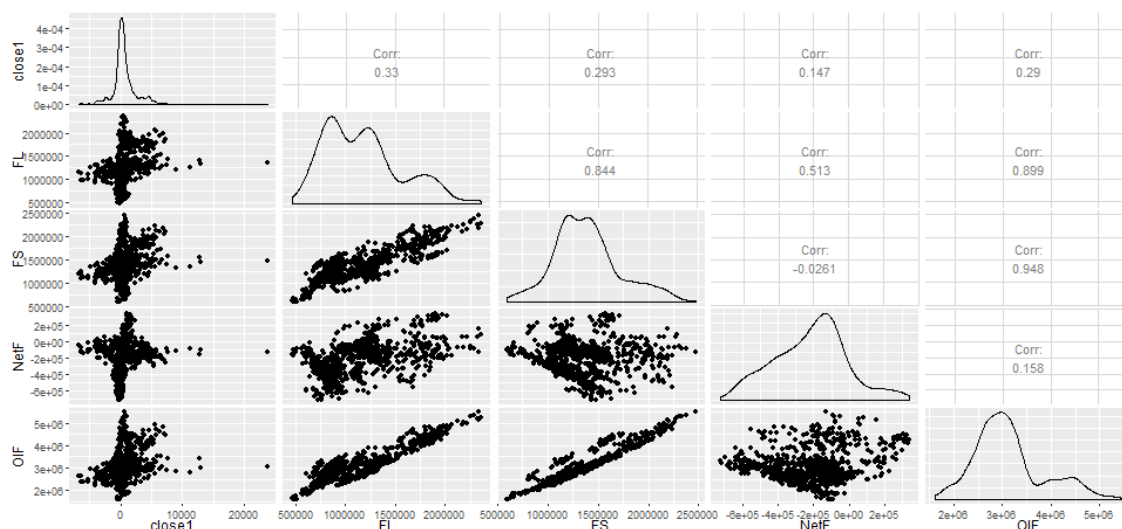 close1
4e-04
3e-04
2e-04
1e-04
0e+00
Corr:
0.33
Corr:
0.293
Corr:
0.147
Corr:
0.29
FL
2000000
1500000
1000000
500000
Corr:
0.844
Corr:
0.513
Corr:
0.899
FS
2500000
2000000
1500000
1000000
500000
Corr:
-0.0261
Corr:
0.948
NetF
2e+05
0e+00
-2e+05
-4e+05
-6e+05
Corr:
0.158
OIF
5e+06
4e+06
3e+06
2e+06
0 10000 20000
500000 1000000 1500000 2000000
500000 1000000 1500000 2000000 2500000
-6e+05 -4e+05 -2e+05 0e+00 2e+05
2e+06 3e+06 4e+06 5e+06
close1 FL FS NetF OIF